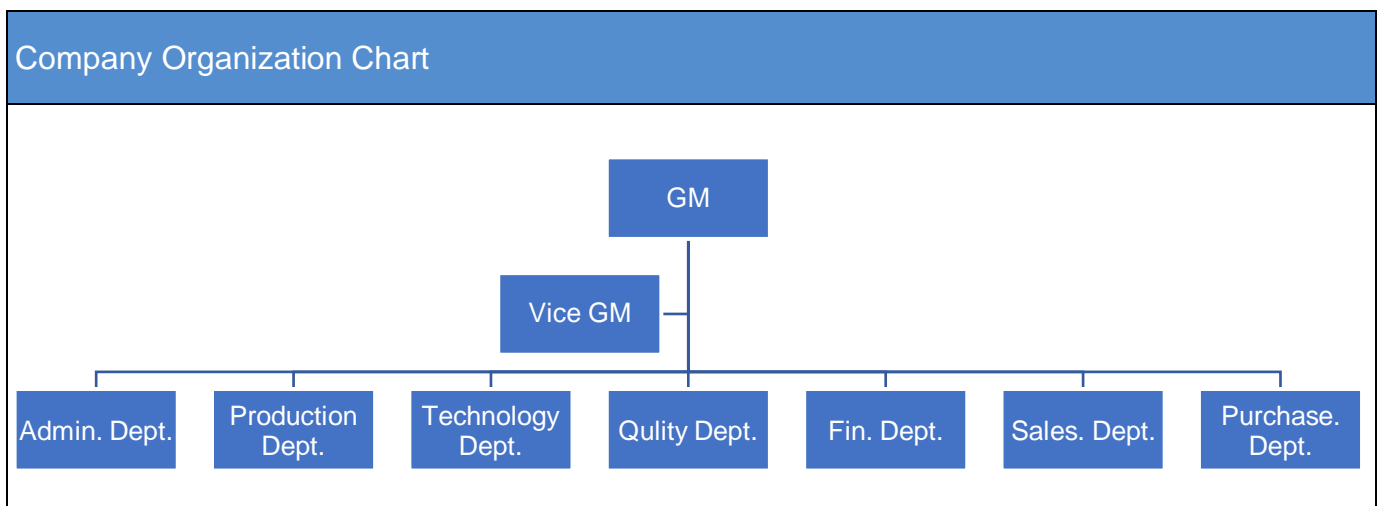 Company Organization Chart
GM
Vice GM
Admin. Dept.
Production
Dept.
Technology
Dept.
Qulity Dept.
Fin. Dept.
Sales. Dept.
Purchase.
Dept.